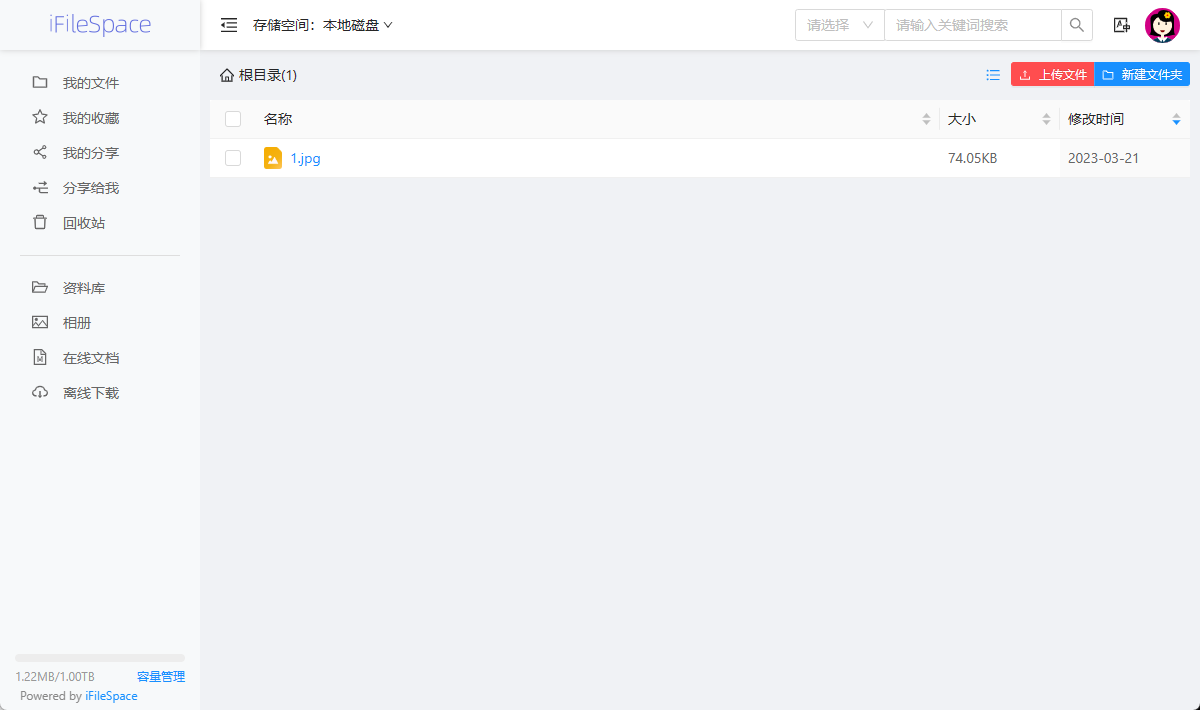 iFileSpace
存储空间：本地磁盘
请选择
请输入关键词搜索
我的文件
我的收藏
我的分享
分享给我
回收站
资料库
相册
在线文档
离线下载
1.22MB/1.00TB 容量管理
Powered by iFileSpace
根目录(1)
上传文件
新建文件夹
名称 大小 修改时间
1.jpg 74.05KB 2023-03-21